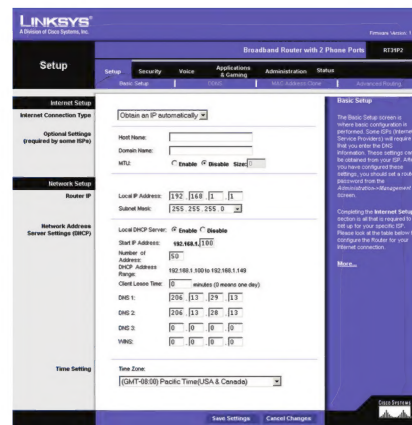 LINKSYS®
A Division of Cisco Systems, Inc.
Firmware Version: 1
Broadband Router with 2 Phone Ports RT31P2
Setup
Setup Security Voice Applications & Gaming Administration Status
Basic Setup DDNS MAC Address Clone Advanced Routing
Internet Setup
Internet Connection Type
Obtain an IP automatically
Optional Settings
(required by some ISPs)
Host Name:
Domain Name:
MTU: Enable Disable Size: 0
Network Setup
Router IP
Local IP Address: 192 . 168 . 1 . 1
Subnet Mask: 255.255.255.0
Network Address
Server Settings (DHCP)
Local DHCP Server: Enable Disable
Start IP Address: 192.168.1. 100
Number of
Address: 50
DHCP Address
Range: 192.168.1.100 to 192.168.1.149
Client Lease Time: 0 minutes (0 means one day)
DNS 1: 206 . 13 . 29 . 13
DNS 2: 206 . 13 . 28 . 13
DNS 3: 0 . 0 . 0 . 0
WINS: 0 . 0 . 0 . 0
Time Setting
Time Zone:
(GMT-08:00) Pacific Time(USA & Canada)
Basic Setup
The Basic Setup screen is
where basic configuration is
performed. Some ISPs (Internet
Service Providers) will require
that you enter the DNS
information. These settings can
be obtained from your ISP. After
you have configured these
settings, you should set a router
password from the
Administration->Management
screen.
Completing the Internet Setup
section is all that is required to
set up for your specific ISP.
Please look at the table below to
configure the Router for your
internet connection.
More...
Save Settings Cancel Changes
CISCO SYSTEMS